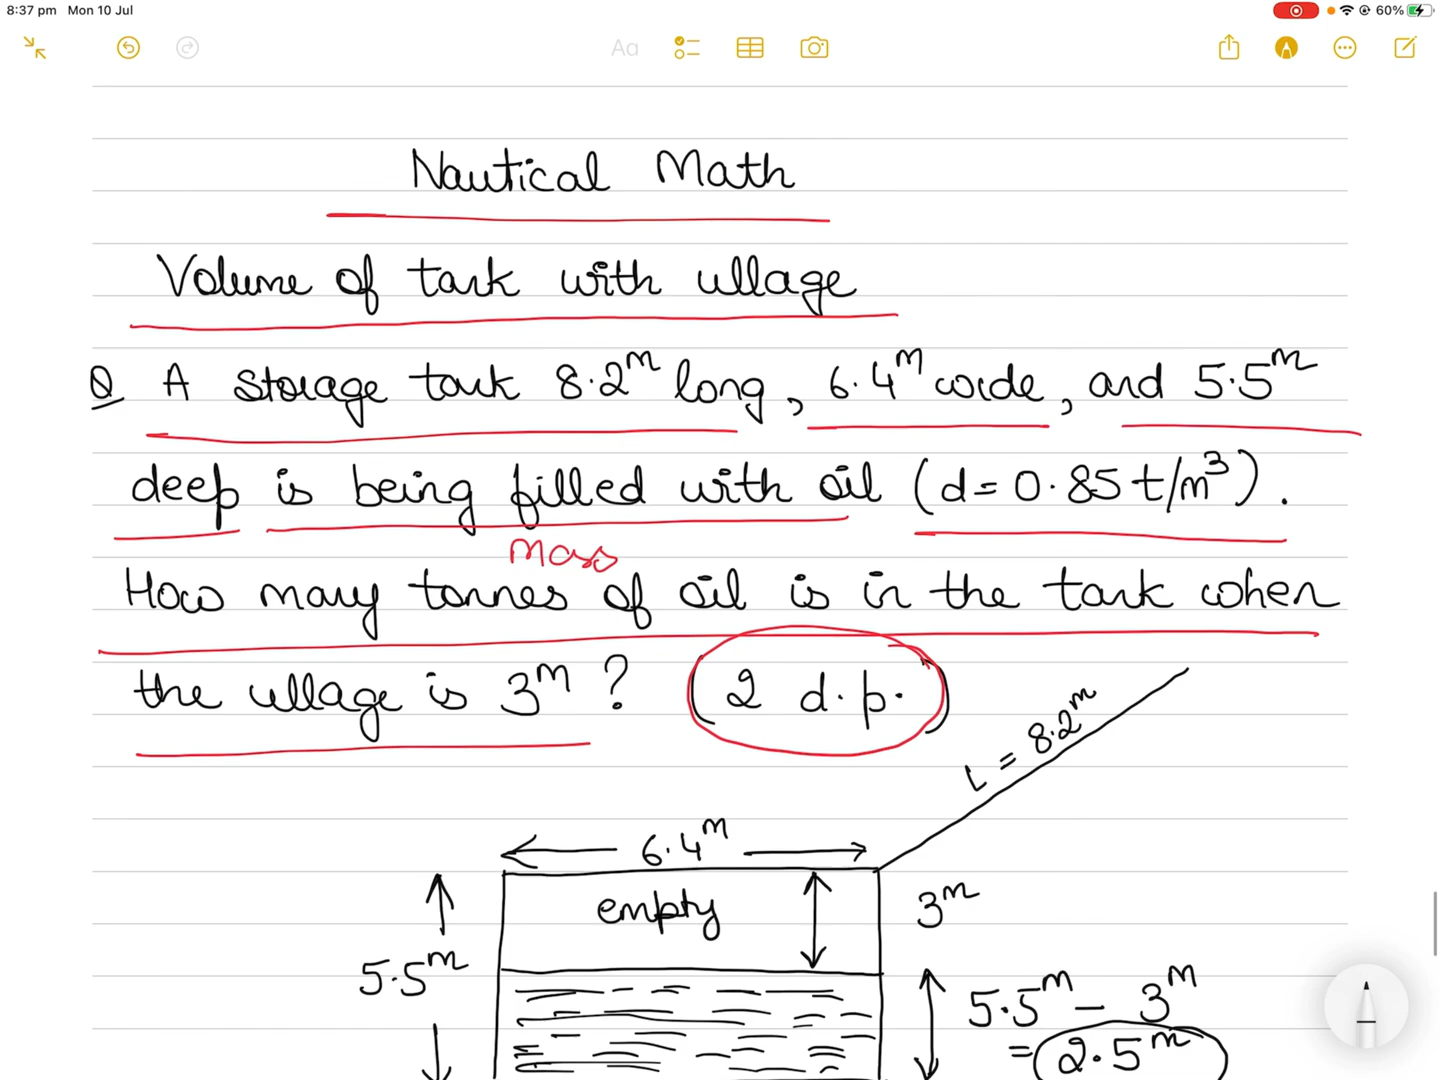 8:37 pm Mon 10 Jul
60%
Aa
Nautical Math
Volume of tank with ullage
Q A storage tank 8.2m long, 6.4m wide, and 5.5m
deep is being filled with oil (d = 0.85 t/m³).
Mass
How many tonnes of oil is in the tank when
the ullage is 3m ? (2 d.p.)
L = 8.2m
6.4m
empty
3m
5.5m
5.5m - 3m
= 2.5m